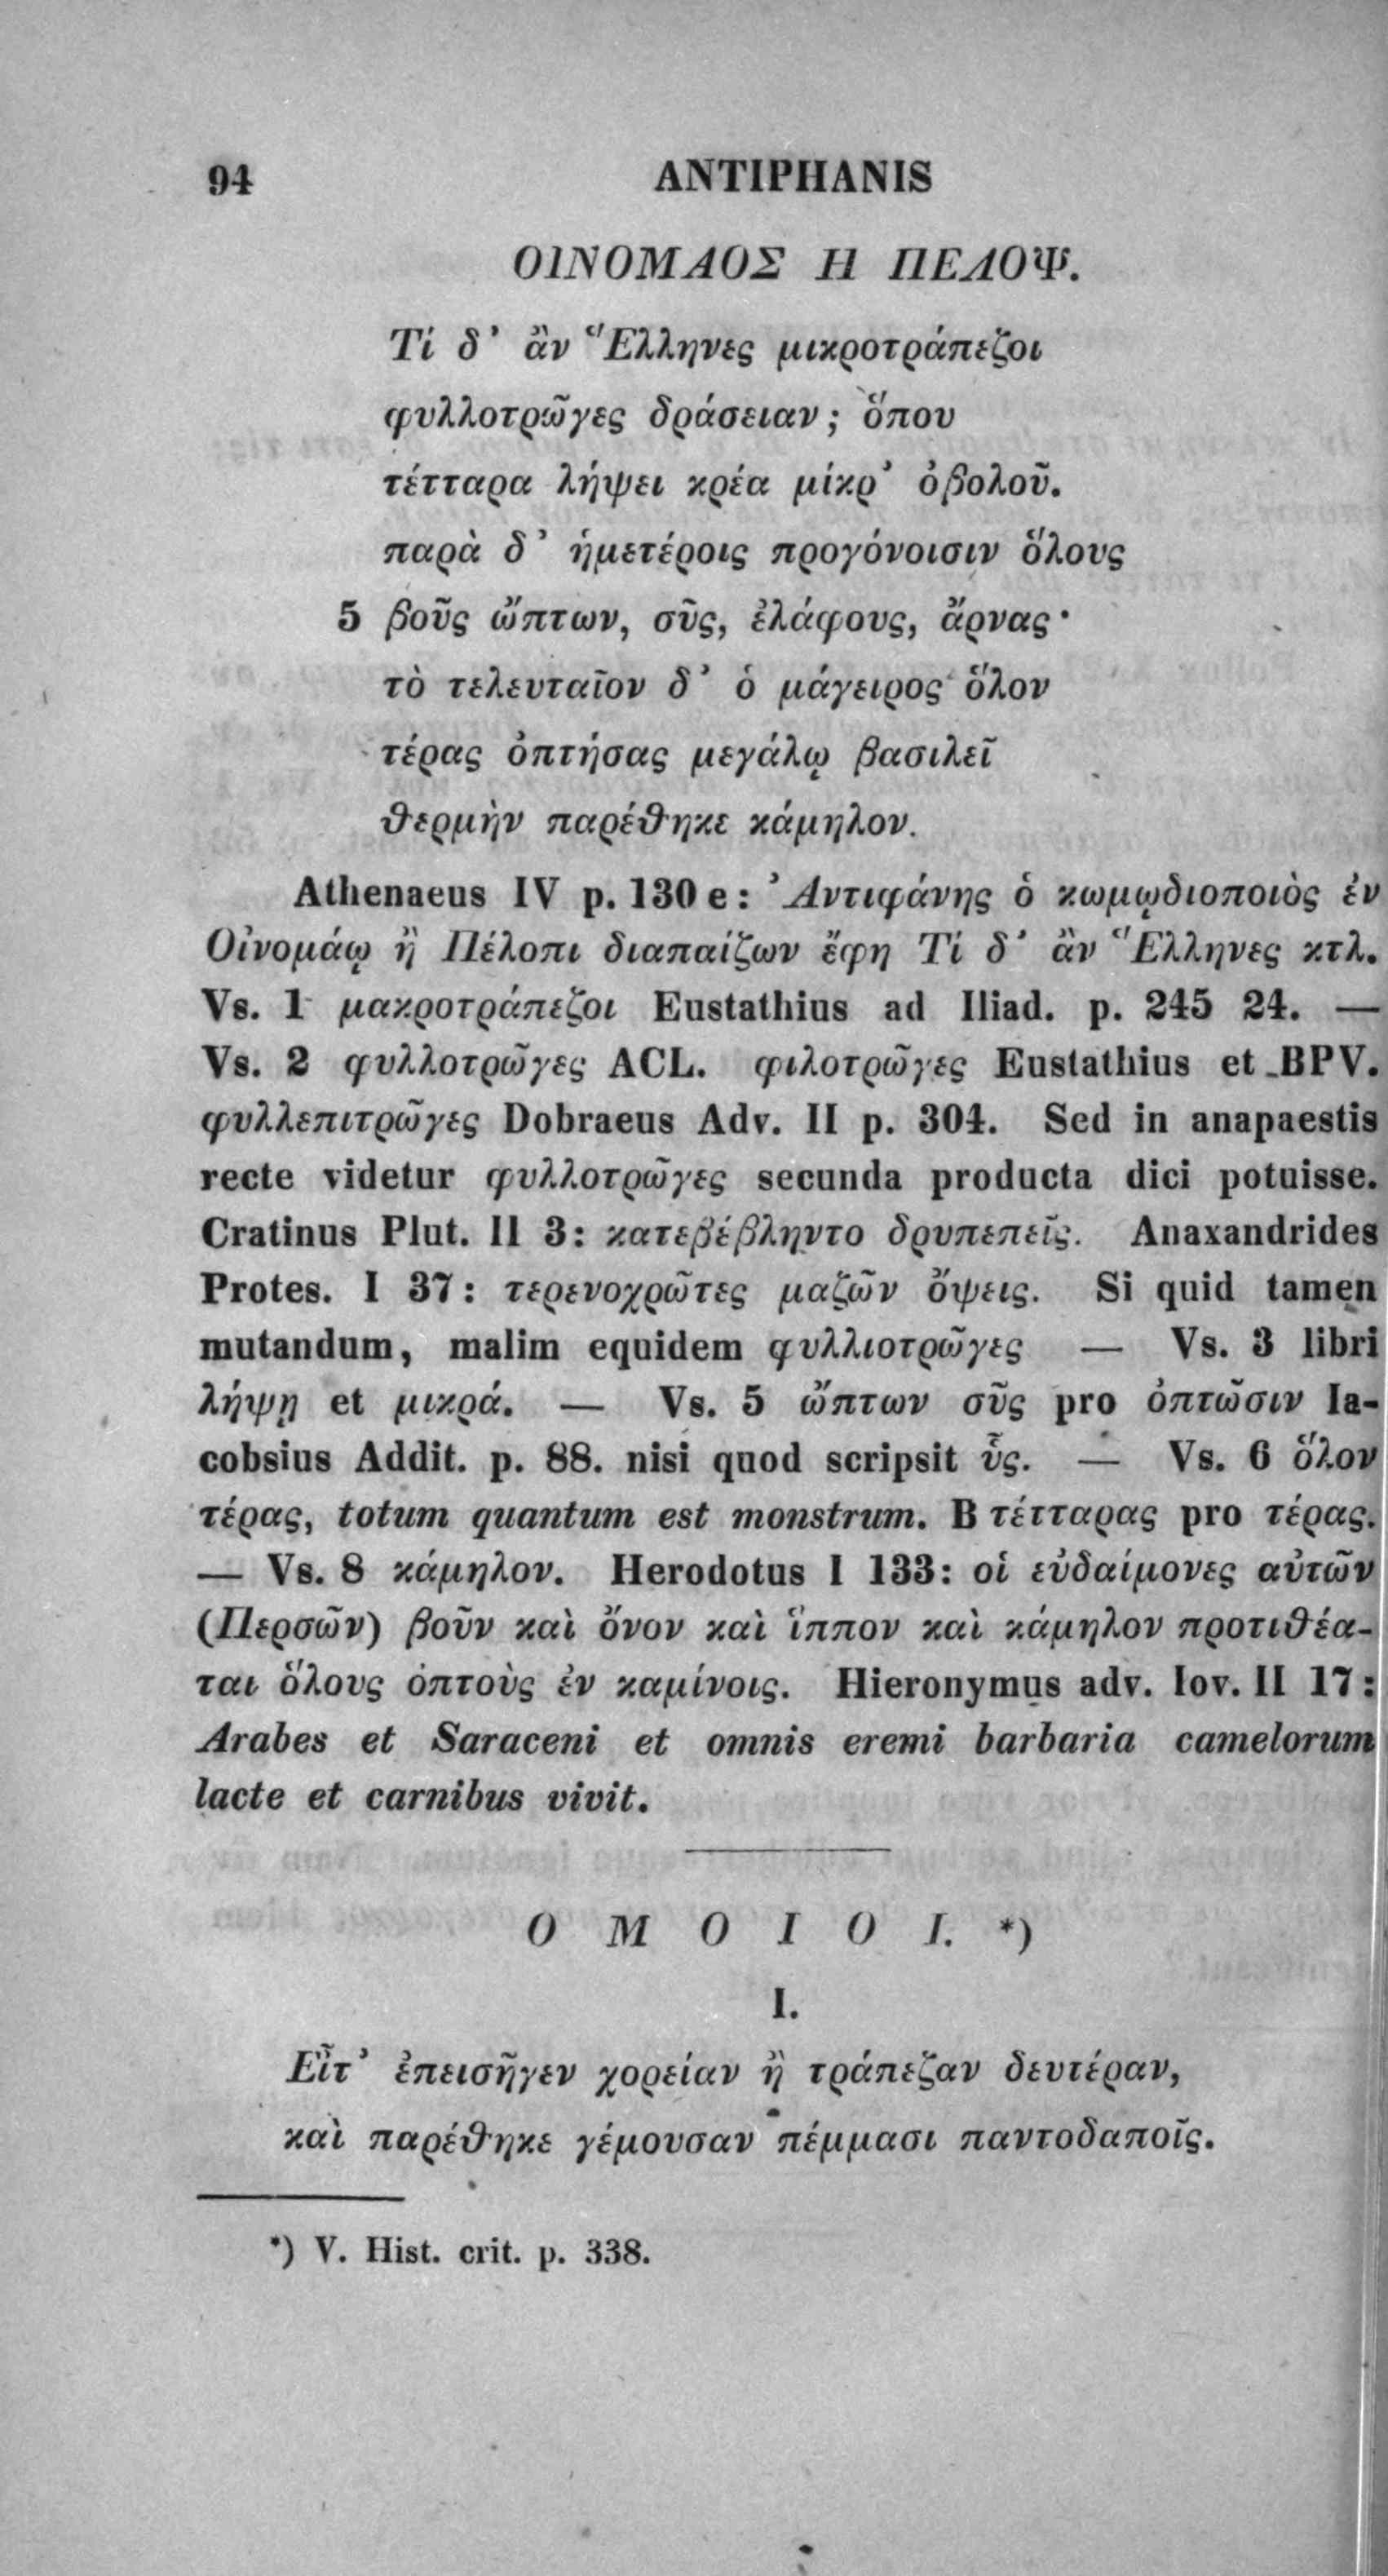 94 ANTIPHANIS
ΟΙΝΟΜΑΟΣ Η ΠΕΛΟΨ.
Τί δ’ ἂν Ἕλληνες μικροτράπεζοι
φυλλοτρῶγες δράσειαν; ὅπου
τέτταρα λήψει κρέα μίκρ’ ὀβολοῦ.
παρὰ δ’ ἡμετέροις προγόνοισιν ὅλους
5 βοῦς ὤπτων, σῦς, ἐλάφους, ἄρνας·
τὸ τελευταῖον δ’ ὁ μάγειρος ὅλον
τέρας ὀπτήσας μεγάλῳ βασιλεῖ
θερμὴν παρέθηκε κάμηλον.
Athenaeus IV p. 130 e: Ἀντιφάνης ὁ κωμῳδιοποιὸς ἐν
Οἰνομάῳ ἢ Πέλοπι διαπαίζων ἔφη Τί δ’ ἂν Ἕλληνες κτλ.
Vs. 1 μακροτράπεζοι Eustathius ad Iliad. p. 245 24. —
Vs. 2 φυλλοτρῶγες ACL. φιλοτρῶγες Eustathius et BPV.
φυλλεπιτρῶγες Dobraeus Adv. II p. 304. Sed in anapaestis
recte videtur φυλλοτρῶγες secunda producta dici potuisse.
Cratinus Plut. II 3: κατεβέβληντο δρυπεπεῖς. Anaxandrides
Protes. I 37: τερενοχρῶτες μαζῶν ὄψεις. Si quid tamen
mutandum, malim equidem φυλλιοτρῶγες — Vs. 3 libri
λήψῃ et μικρά. — Vs. 5 ὤπτων σῦς pro ὀπτῶσιν Ia-
cobsius Addit. p. 88. nisi quod scripsit ὗς. — Vs. 6 ὅλον
τέρας, totum quantum est monstrum. B τέτταρας pro τέρας.
— Vs. 8 κάμηλον. Herodotus I 133: οἱ εὐδαίμονες αὐτῶν
(Περσῶν) βοῦν καὶ ὄνον καὶ ἵππον καὶ κάμηλον προτιθέα-
ται ὅλους ὀπτοὺς ἐν καμίνοις. Hieronymus adv. Iov. II 17:
Arabes et Saraceni et omnis eremi barbaria camelorum
lacte et carnibus vivit.
Ο Μ Ο Ι Ο Ι. *)
I.
Εἶτ’ ἐπεισῆγεν χορείαν ἢ τράπεζαν δευτέραν,
καὶ παρέθηκε γέμουσαν πέμμασι παντοδαποῖς.
*) V. Hist. crit. p. 338.